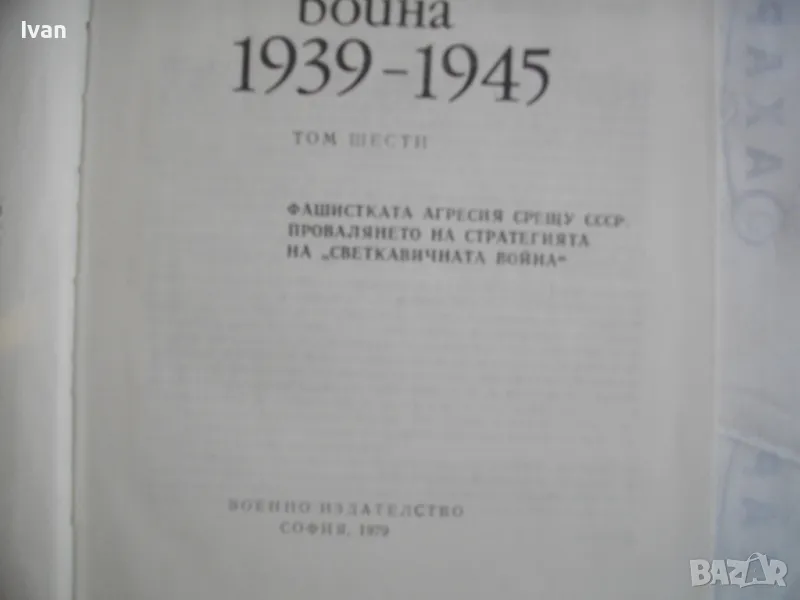 Ivan
война
1939-1945
ТОМ ШЕСТИ
ФАШИСТКАТА АГРЕСИЯ СРЕЩУ СССР.
ПРОВАЛЯНЕТО НА СТРАТЕГИЯТА
НА „СВЕТКАВИЧНАТА ВОЙНА“
ВОЕННО ИЗДАТЕЛСТВО
СОФИЯ, 1979
BAZAR